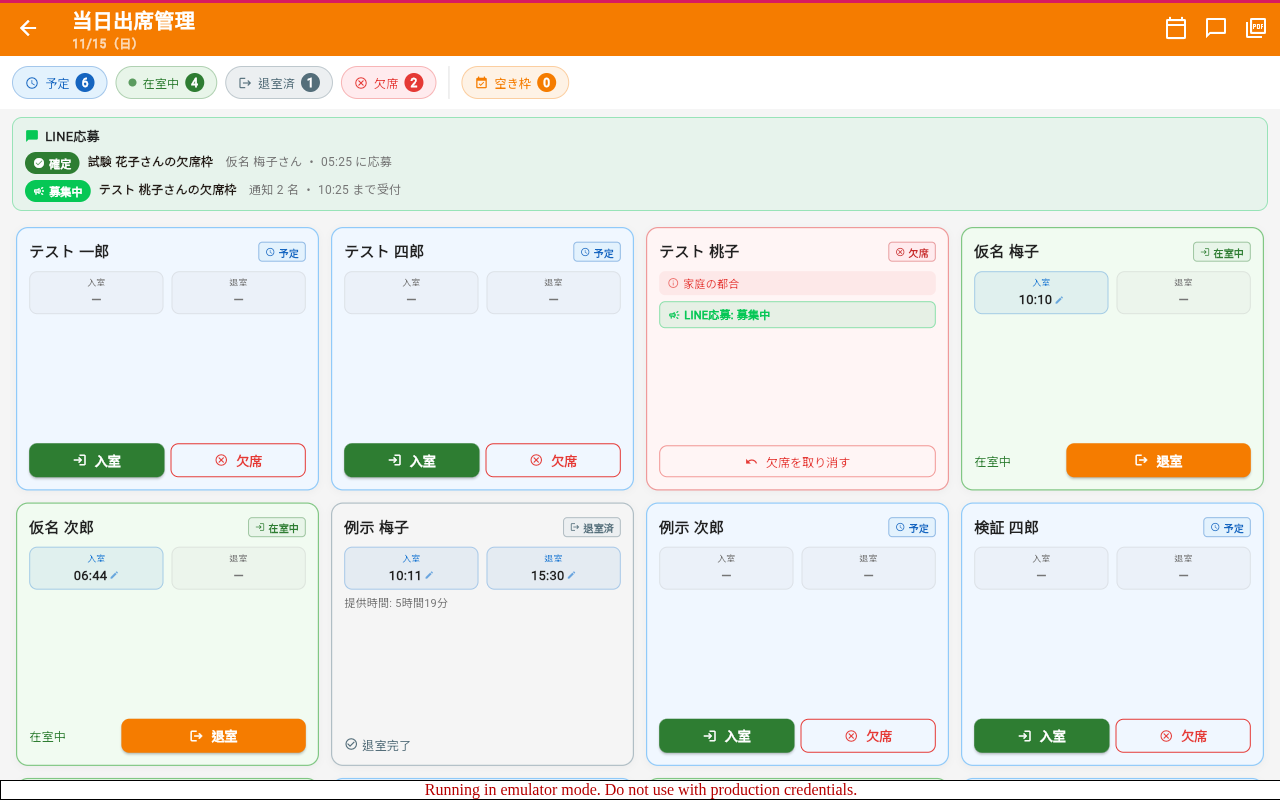 当日出席管理
11/15（日）
PDF
予定 6
在室中 4
退室済 1
欠席 2
空き枠 0
LINE応募
確定 試験 花子さんの欠席枠 仮名 梅子さん ・ 05:25 に応募
募集中 テスト 桃子さんの欠席枠 通知 2 名 ・ 10:25 まで受付
テスト 一郎 予定
入室 退室
— —
入室 欠席
テスト 四郎 予定
入室 退室
— —
入室 欠席
テスト 桃子 欠席
家庭の都合
LINE応募: 募集中
欠席を取り消す
仮名 梅子 在室中
入室 退室
10:10 —
在室中 退室
仮名 次郎 在室中
入室 退室
06:44 —
在室中 退室
例示 梅子 退室済
入室 退室
10:11 15:30
提供時間: 5時間19分
退室完了
例示 次郎 予定
入室 退室
— —
入室 欠席
検証 四郎 予定
入室 退室
— —
入室 欠席
Running in emulator mode. Do not use with production credentials.